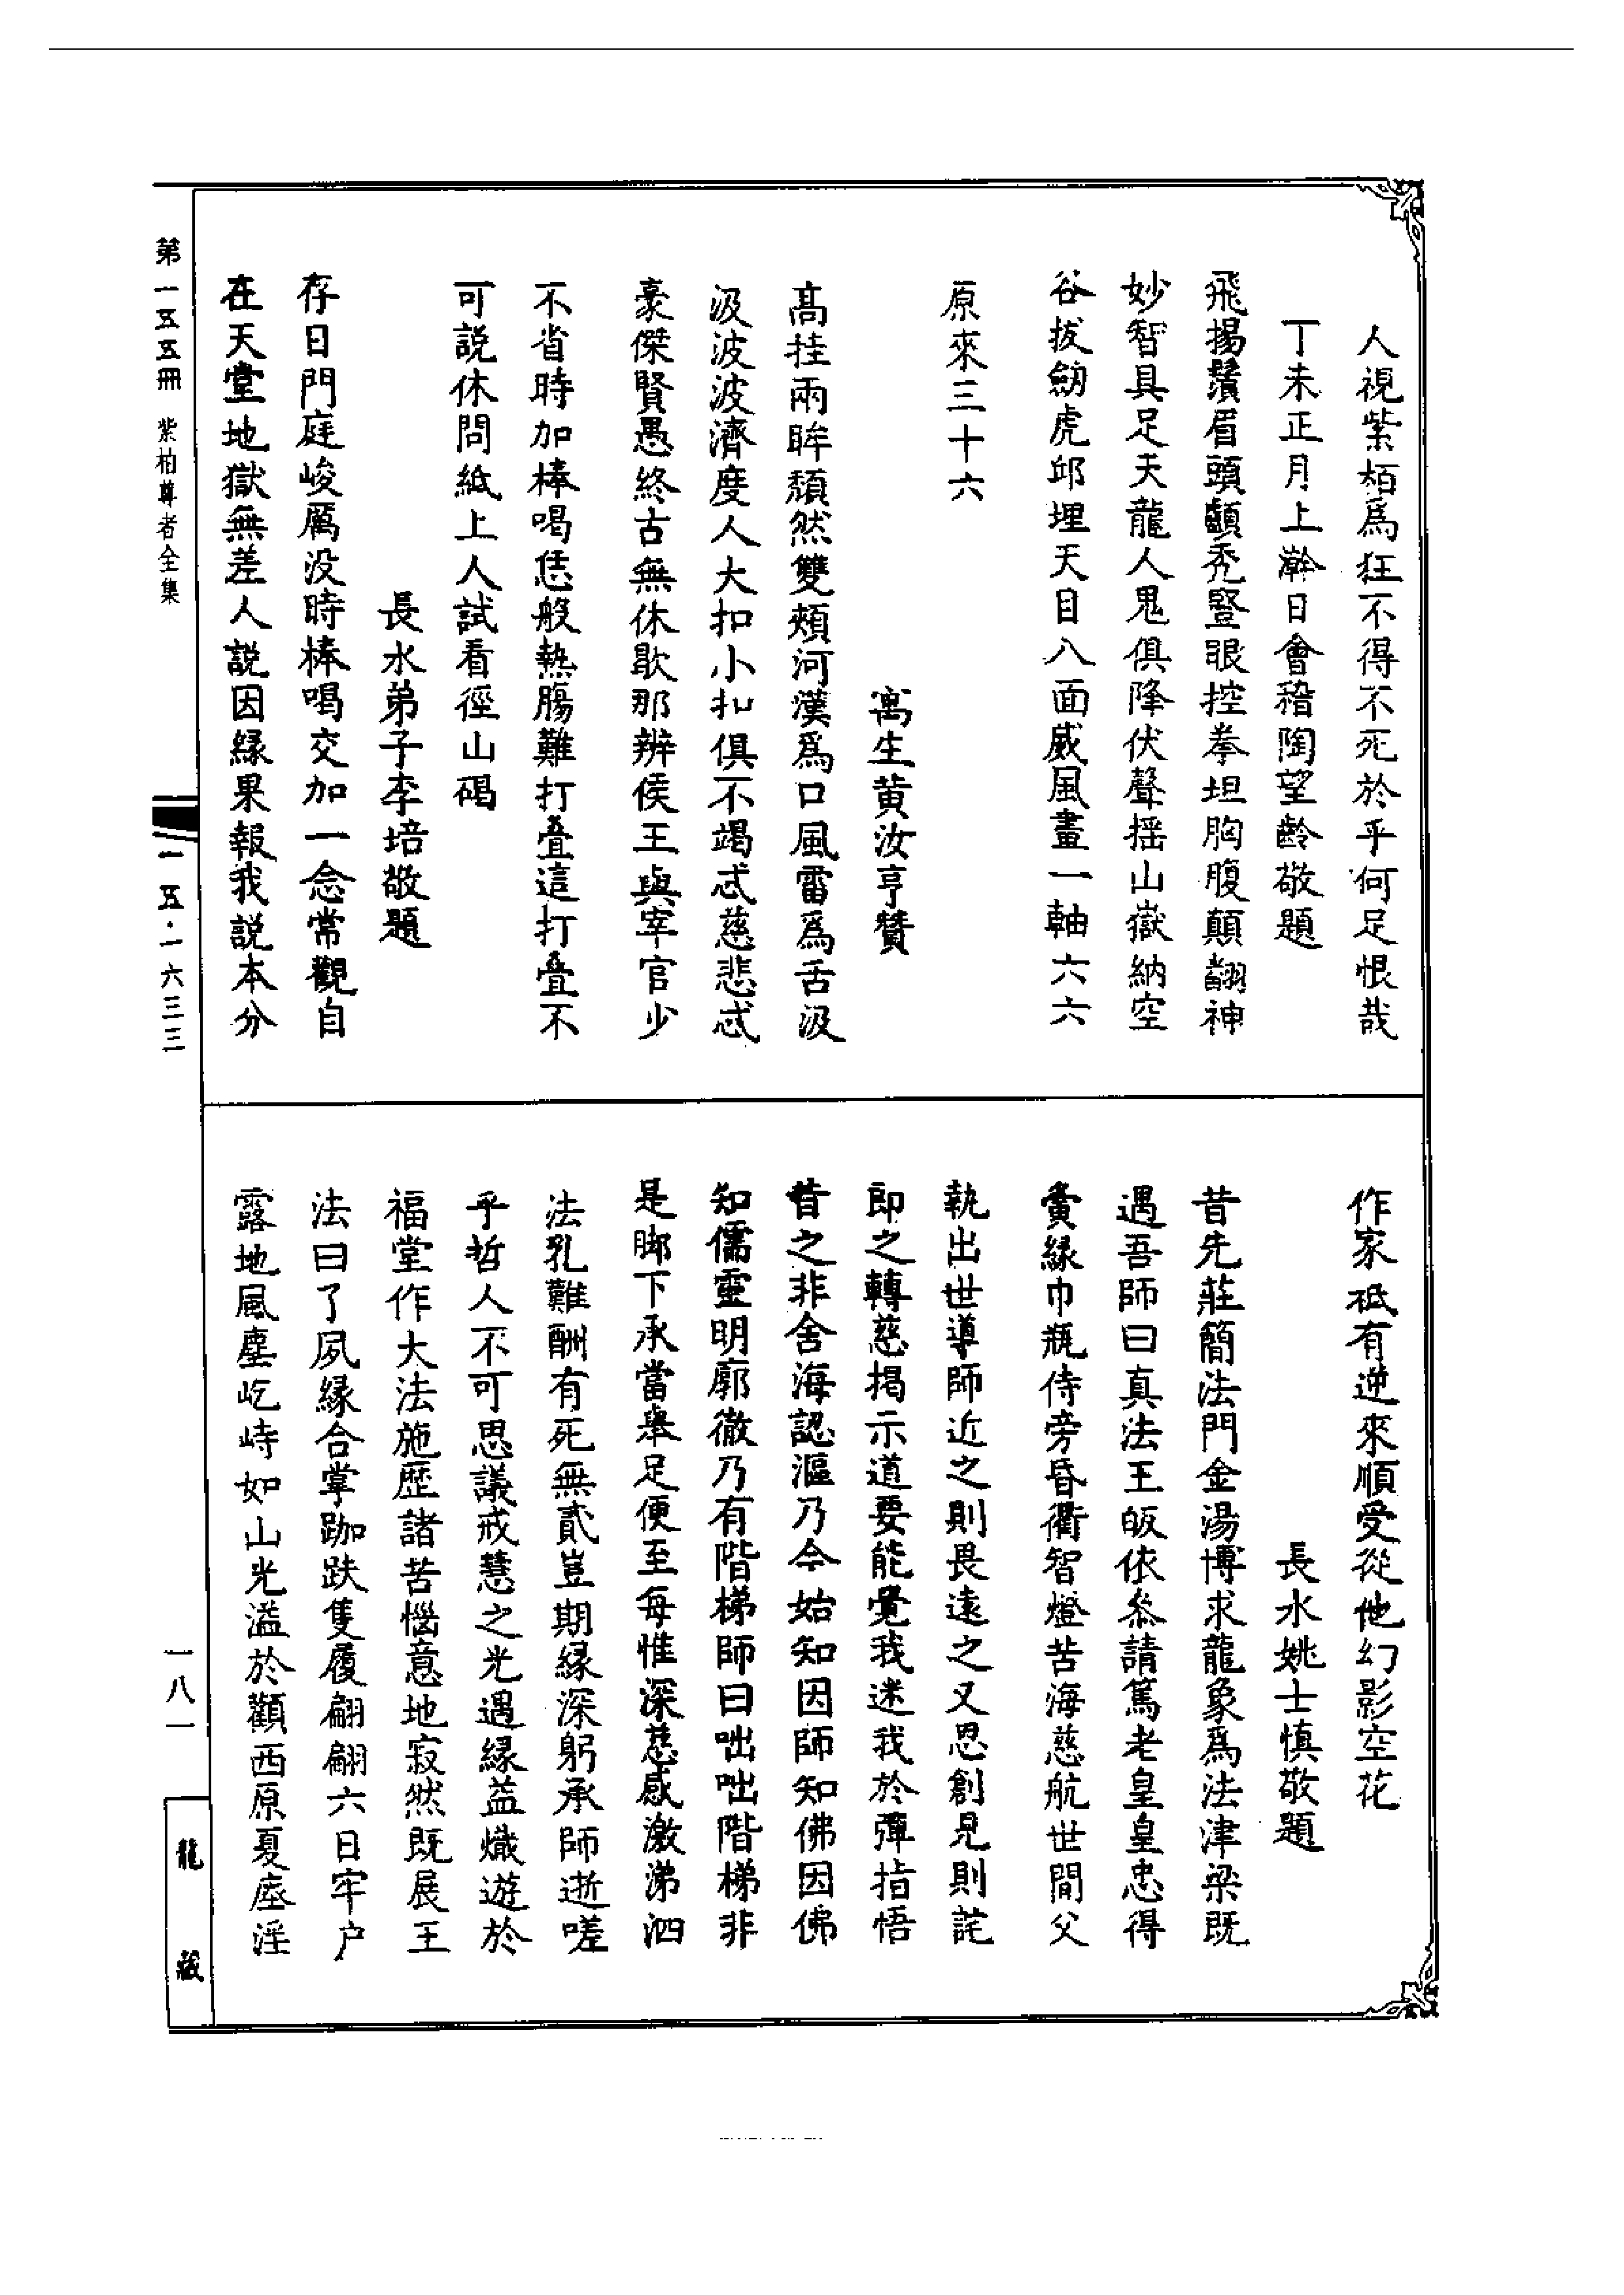 人視紫栢爲狂不得不死於乎何足恨哉
丁未正月上澣日會稽陶望齡敬題
飛揚鬚眉頭顱秃豎眼控拳坦胸腹顛翻神
妙智具足天龍人鬼俱降伏聲摇山嶽納空
谷拔劒虎邱埋天目八面威風畫一軸六六
原來三十六
寓生黄汝亨贊
髙挂兩眸頽然雙頰河漢爲口風雷爲舌汲
汲波波濟度人大扣小扣俱不竭忒慈悲忒
豪傑賢愚終古無休歇那辨侯王與宰官少
不省時加棒喝恁般熱腸難打疊這打疊不
可説休問紙上人試看徑山碣
長水弟子李培敬題
存日門庭峻厲没時棒喝交加一念常觀自
在天堂地獄無差人説因緣果報我説本分
作家祗有逆來順受從他幻影空花
長水姚士慎敬題
昔先莊簡法門金湯博求龍象爲法津梁既
遇吾師曰真法王皈依叅請篤老皇皇忠得
夤緣巾瓶侍旁昏衢智燈苦海慈航世間父
執出世導師近之則畏遠之又思創見則詫
即之轉慈揭示道要能覺我迷我於彈指悟
昔之非舍海認漚乃今始知因師知佛因佛
知儒靈明廓徹乃有階梯師曰咄咄階梯非
是脚下承當舉足便至每惟深慈感激涕泗
法乳難酬有死無貳豈期緣深躬承師逝嗟
乎哲人不可思議戒慧之光遇緣益熾遊於
福堂作大法施歷諸苦惱意地寂然既展王
法曰了夙緣合掌跏趺隻履翩翩六日牢户
露地風塵屹峙如山光溢於顴西原夏壓淫
第一五五冊 紫柏尊者全集
一五·一六三三
一八一
龍藏